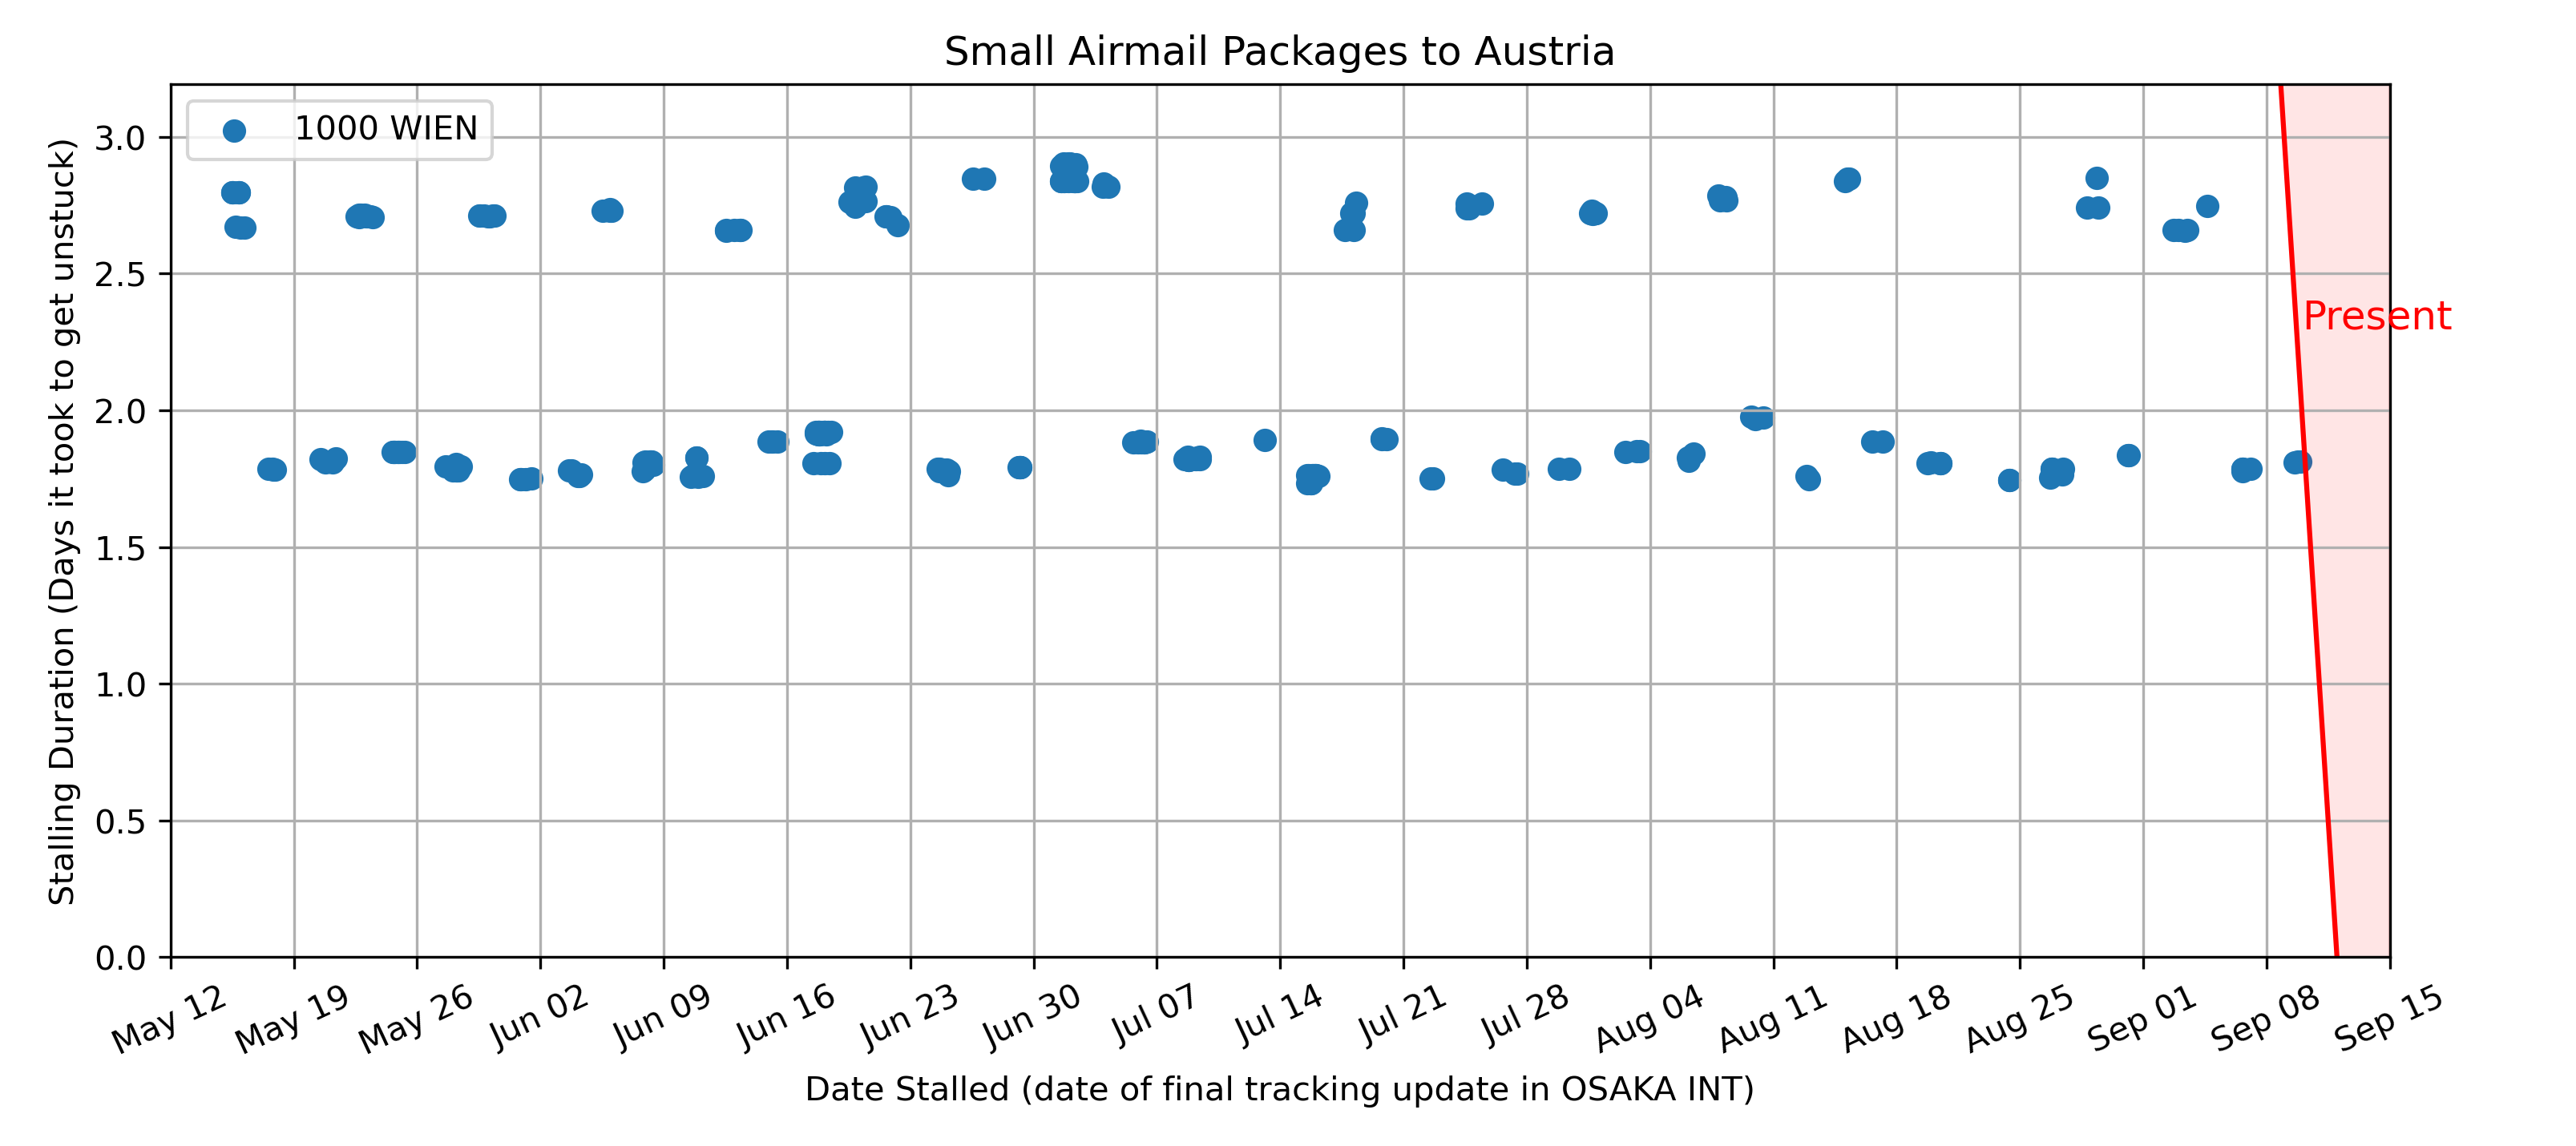 Small Airmail Packages to Austria
1000 WIEN
Stalling Duration (Days it took to get unstuck)
3.0
2.5
2.0
1.5
1.0
0.5
0.0
Present
May 12
May 19
May 26
Jun 02
Jun 09
Jun 16
Jun 23
Jun 30
Jul 07
Jul 14
Jul 21
Jul 28
Aug 04
Aug 11
Aug 18
Aug 25
Sep 01
Sep 08
Sep 15
Date Stalled (date of final tracking update in OSAKA INT)